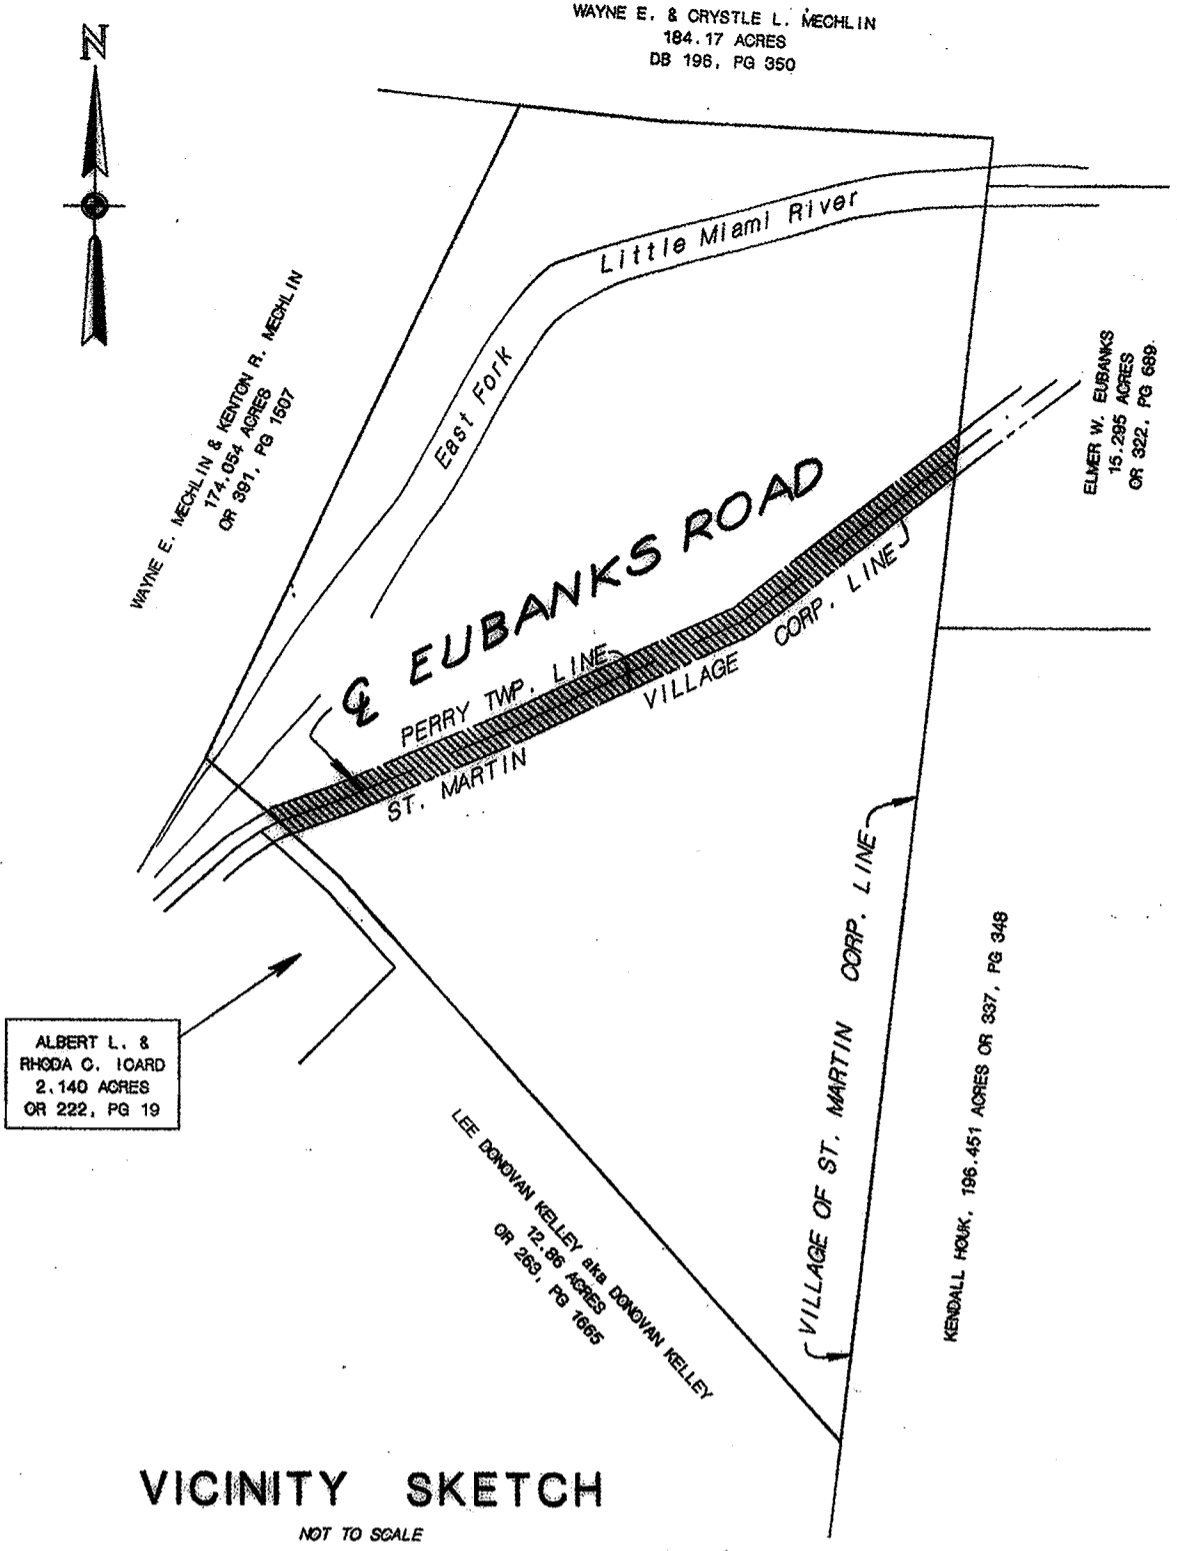 WAYNE E. & CRYSTLE L. MECHLIN
184.17 ACRES
DB 196, PG 350
N
Little Miami River
East Fork
WAYNE E. MECHLIN & KENTON R. MECHLIN
174.054 ACRES
OR 391, PG 1507
ELMER W. EUBANKS
15.295 ACRES
OR 322, PG 689
℄ EUBANKS ROAD
PERRY TWP. LINE
ST. MARTIN VILLAGE CORP. LINE
VILLAGE OF ST. MARTIN CORP. LINE
KENDALL HOUK, 196.451 ACRES OR 337, PG 348
ALBERT L. &
RHODA C. ICARD
2.140 ACRES
OR 222, PG 19
LEE DONOVAN KELLEY aka DONOVAN KELLEY
12.86 ACRES
OR 263, PG 1665
VICINITY SKETCH
NOT TO SCALE